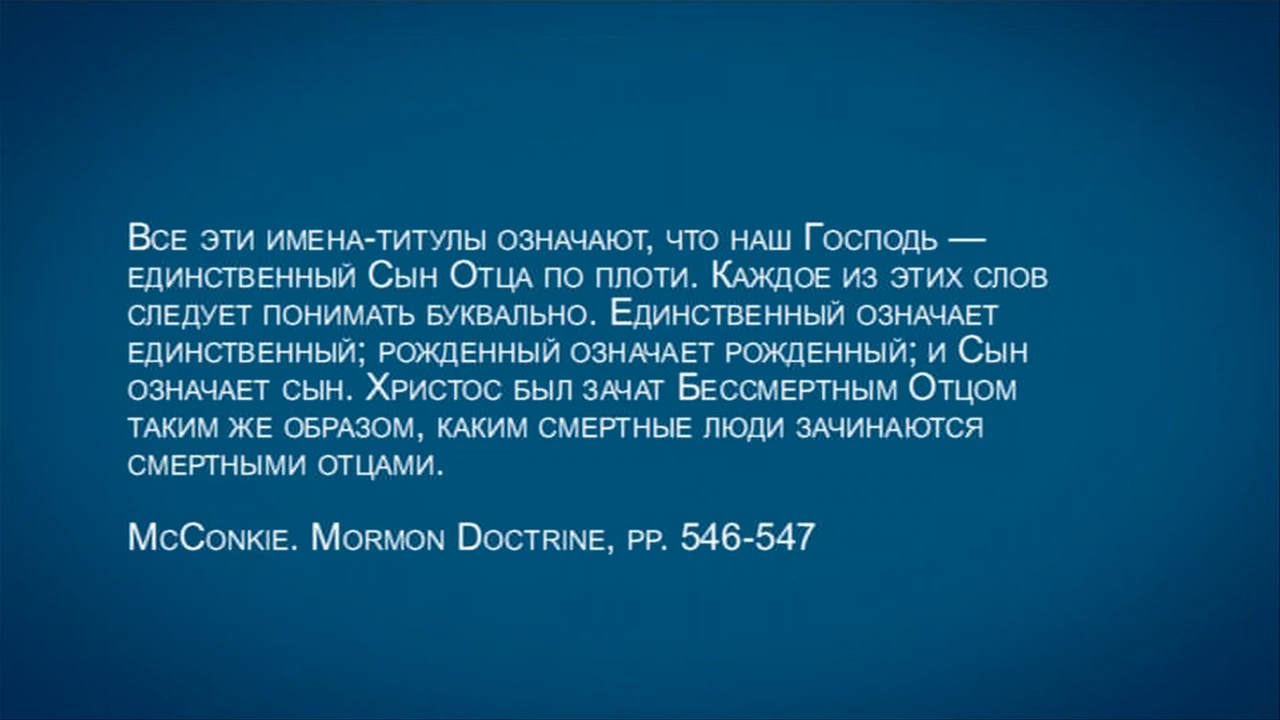 Все эти имена-титулы означают, что наш Господь —
единственный Сын Отца по плоти. Каждое из этих слов
следует понимать буквально. Единственный означает
единственный; рожденный означает рожденный; и Сын
означает сын. Христос был зачат Бессмертным Отцом
таким же образом, каким смертные люди зачинаются
смертными отцами.
McConkie. Mormon Doctrine, pp. 546-547